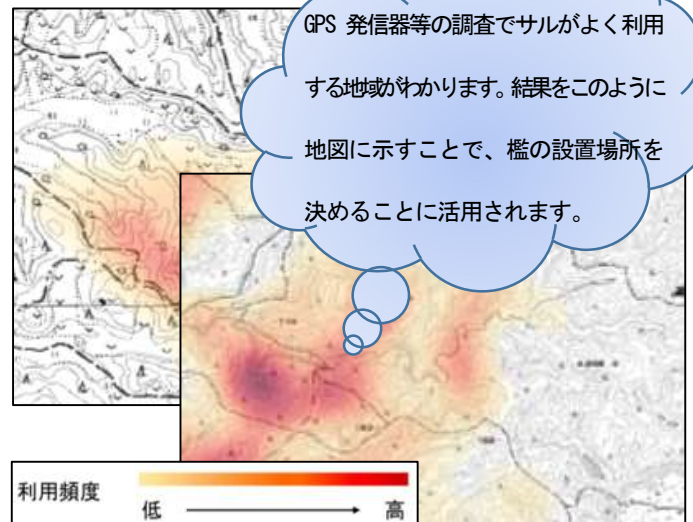 GPS 発信器等の調査でサルがよく利用
する地域がわかります。結果をこのように
地図に示すことで、檻の設置場所を
決めることに活用されます。
利用頻度
低
高